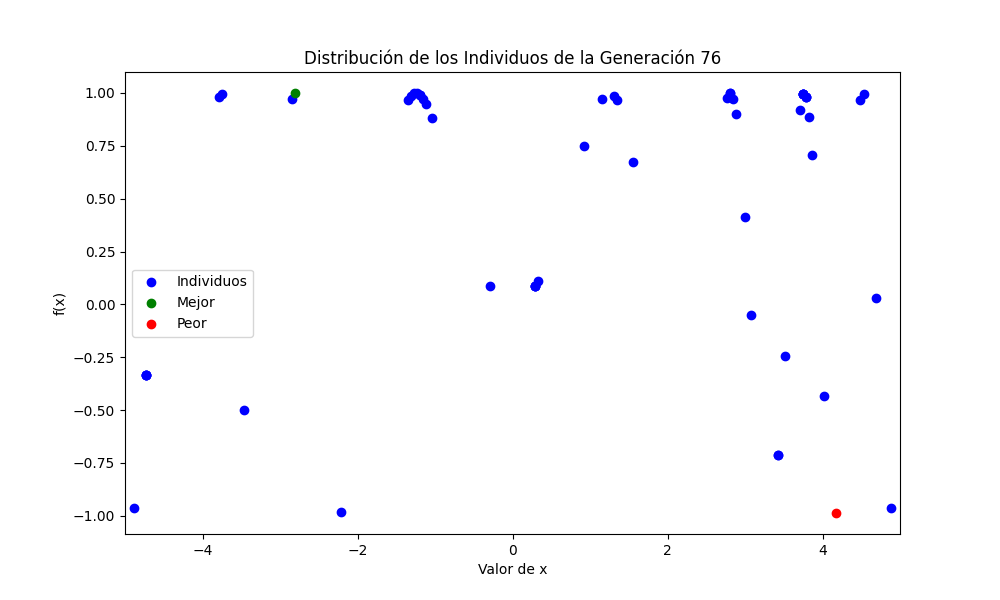 Distribución de los Individuos de la Generación 76
1.00
0.75
0.50
0.25
0.00
−0.25
−0.50
−0.75
−1.00
f(x)
Individuos
Mejor
Peor
−4
−2
0
2
4
Valor de x